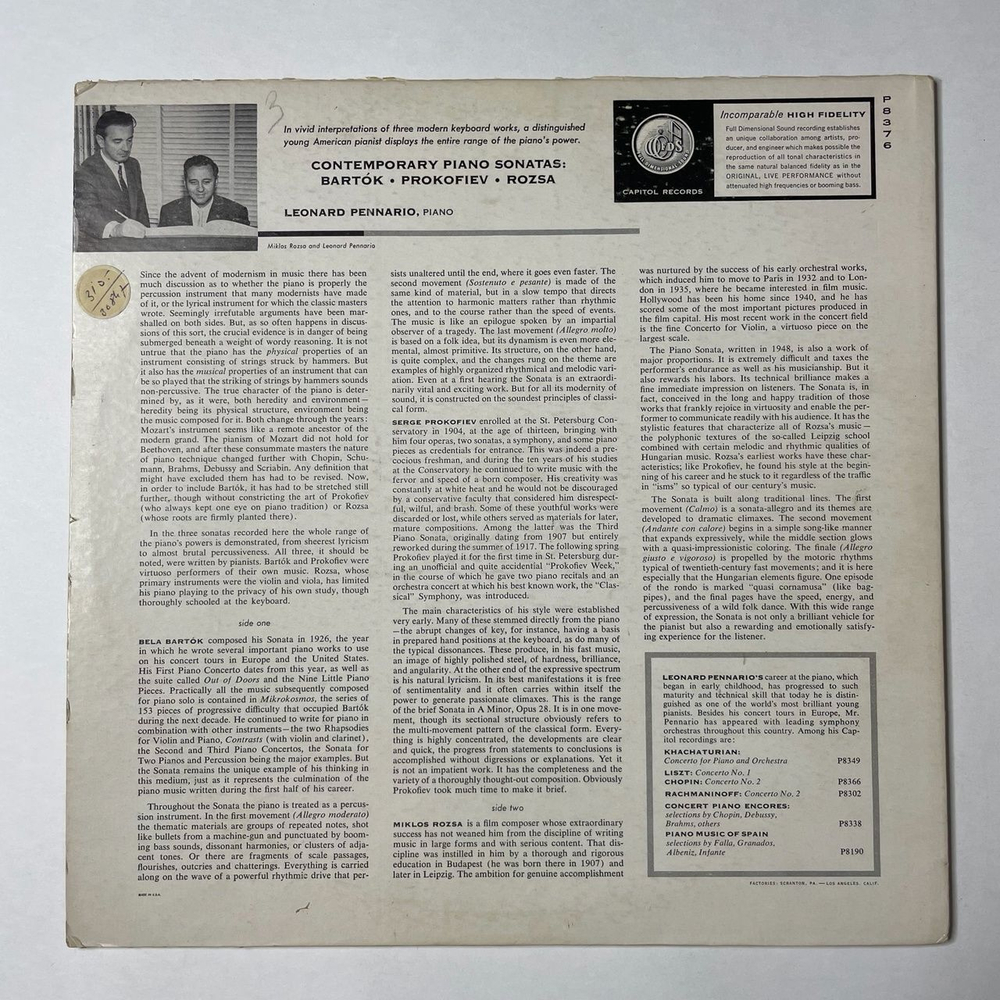 In vivid interpretations of three modern keyboard works, a distinguished
young American pianist displays the entire range of the piano's power.
CONTEMPORARY PIANO SONATAS:
BARTÓK • PROKOFIEV • ROZSA
LEONARD PENNARIO, PIANO
Miklos Rozsa and Leonard Pennario
CAPITOL RECORDS
Incomparable HIGH FIDELITY
Full Dimensional Sound recording establishes
an unique collaboration among artists, pro-
ducer, and engineer which makes possible the
reproduction of all tonal characteristics in
the same natural balanced fidelity as in the
ORIGINAL, LIVE PERFORMANCE without
attenuated high frequencies or booming bass.
P8376
3
310.-
Since the advent of modernism in music there has been
much discussion as to whether the piano is properly the
percussion instrument that many modernists have made
of it, or the lyrical instrument for which the classic masters
wrote. Seemingly irrefutable arguments have been mar-
shalled on both sides. But, as so often happens in discus-
sions of this sort, the crucial evidence is in danger of being
submerged beneath a weight of wordy reasoning. It is not
untrue that the piano has the physical properties of an
instrument consisting of strings struck by hammers. But
it also has the musical properties of an instrument that can
be so played that the striking of strings by hammers sounds
non-percussive. The true character of the piano is deter-
mined by, as it were, both heredity and environment—
heredity being its physical structure, environment being
the music composed for it. Both change through the years:
Mozart's instrument seems like a remote ancestor of the
modern grand. The pianism of Mozart did not hold for
Beethoven, and after these consummate masters the nature
of piano technique changed further with Chopin, Schu-
mann, Brahms, Debussy and Scriabin. Any definition that
might have excluded them has had to be revised. Now,
in order to include Bartók, it has had to be stretched still
further, though without constricting the art of Prokofiev
(who always kept one eye on piano tradition) or Rozsa
(whose roots are firmly planted there).
In the three sonatas recorded here the whole range of
the piano's powers is demonstrated, from sheerest lyricism
to almost brutal percussiveness. All three, it should be
noted, were written by pianists. Bartók and Prokofiev were
virtuoso performers of their own music. Rozsa, whose
primary instruments were the violin and viola, has limited
his piano playing to the privacy of his own study, though
thoroughly schooled at the keyboard.
side one
BELA BARTÓK composed his Sonata in 1926, the year
in which he wrote several important piano works to use
on his concert tours in Europe and the United States.
His First Piano Concerto dates from this year, as well as
the suite called Out of Doors and the Nine Little Piano
Pieces. Practically all the music subsequently composed
for piano solo is contained in Mikrokosmos, the series of
153 pieces of progressive difficulty that occupied Bartók
during the next decade. He continued to write for piano in
combination with other instruments—the two Rhapsodies
for Violin and Piano, Contrasts (with violin and clarinet),
the Second and Third Piano Concertos, the Sonata for
Two Pianos and Percussion being the major examples. But
the Sonata remains the unique example of his thinking in
this medium, just as it represents the culmination of the
piano music written during the first half of his career.
Throughout the Sonata the piano is treated as a percus-
sion instrument. In the first movement (Allegro moderato)
the thematic materials are groups of repeated notes, shot
like bullets from a machine-gun and punctuated by boom-
ing bass sounds, dissonant harmonies, or clusters of adja-
cent tones. Or there are fragments of scale passages,
flourishes, outcries and chatterings. Everything is carried
along on the wave of a powerful rhythmic drive that per-
MADE IN U.S.A.
sists unaltered until the end, where it goes even faster. The
second movement (Sostenuto e pesante) is made of the
same kind of material, but in a slow tempo that directs
the attention to harmonic matters rather than rhythmic
ones, and to the course rather than the speed of events.
The music is like an epilogue spoken by an impartial
observer of a tragedy. The last movement (Allegro molto)
is based on a folk idea, but its dynamism is even more ele-
mental, almost primitive. Its structure, on the other hand,
is quite complex, and the changes rung on the theme are
examples of highly organized rhythmical and melodic vari-
ation. Even at a first hearing the Sonata is an extraordi-
narily vital and exciting work. But for all its modernity of
sound, it is constructed on the soundest principles of classi-
cal form.
SERGE PROKOFIEV enrolled at the St. Petersburg Con-
servatory in 1904, at the age of thirteen, bringing with
him four operas, two sonatas, a symphony, and some piano
pieces as credentials for entrance. This was indeed a pre-
cocious freshman, and during the ten years of his studies
at the Conservatory he continued to write music with the
fervor and speed of a born composer. His creativity was
constantly at white heat and he would not be discouraged
by a conservative faculty that considered him disrespect-
ful, wilful, and brash. Some of these youthful works were
discarded or lost, while others served as materials for later,
mature compositions. Among the latter was the Third
Piano Sonata, originally dating from 1907 but entirely
reworked during the summer of 1917. The following spring
Prokofiev played it for the first time in St. Petersburg dur-
ing an unofficial and quite accidental "Prokofiev Week,"
in the course of which he gave two piano recitals and an
orchestra concert at which his best known work, the "Clas-
sical" Symphony, was introduced.
The main characteristics of his style were established
very early. Many of these stemmed directly from the piano
—the abrupt changes of key, for instance, having a basis
in prepared hand positions at the keyboard, as do many of
the typical dissonances. These produce, in his fast music,
an image of highly polished steel, of hardness, brilliance,
and angularity. At the other end of the expressive spectrum
is his natural lyricism. In its best manifestations it is free
of sentimentality and it often carries within itself the
power to generate passionate climaxes. This is the range
of the brief Sonata in A Minor, Opus 28. It is in one move-
ment, though its sectional structure obviously refers to
the multi-movement pattern of the classical form. Every-
thing is highly concentrated, the developments are clear
and quick, the progress from statements to conclusions is
accomplished without digressions or explanations. Yet it
is not an impatient work. It has the completeness and the
variety of a thoroughly thought-out composition. Obviously
Prokofiev took much time to make it brief.
side two
MIKLOS ROZSA is a film composer whose extraordinary
success has not weaned him from the discipline of writing
music in large forms and with serious content. That dis-
cipline was instilled in him by a thorough and rigorous
education in Budapest (he was born there in 1907) and
later in Leipzig. The ambition for genuine accomplishment
was nurtured by the success of his early orchestral works,
which induced him to move to Paris in 1932 and to Lon-
don in 1935, where he became interested in film music.
Hollywood has been his home since 1940, and he has
scored some of the most important pictures produced in
the film capital. His most recent work in the concert field
is the fine Concerto for Violin, a virtuoso piece on the
largest scale.
The Piano Sonata, written in 1948, is also a work of
major proportions. It is extremely difficult and taxes the
performer's endurance as well as his musicianship. But it
also rewards his labors. Its technical brilliance makes a
fine immediate impression on listeners. The Sonata is, in
fact, conceived in the long and happy tradition of those
works that frankly rejoice in virtuosity and enable the per-
former to communicate readily with his audience. It has the
stylistic features that characterize all of Rozsa's music—
the polyphonic textures of the so-called Leipzig school
combined with certain melodic and rhythmic qualities of
Hungarian music. Rozsa's earliest works have these char-
acteristics; like Prokofiev, he found his style at the begin-
ning of his career and he stuck to it regardless of the traffic
in "isms" so typical of our century's music.
The Sonata is built along traditional lines. The first
movement (Calmo) is a sonata-allegro and its themes are
developed to dramatic climaxes. The second movement
(Andante con calore) begins in a simple song-like manner
that expands expressively, while the middle section glows
with a quasi-impressionistic coloring. The finale (Allegro
giusto e vigoroso) is propelled by the motoric rhythms
typical of twentieth-century fast movements; and it is here
especially that the Hungarian elements figure. One episode
of the rondo is marked "quasi cornamusa" (like bag-
pipes), and the final pages have the speed, energy, and
percussiveness of a wild folk dance. With this wide range
of expression, the Sonata is not only a brilliant vehicle for
the pianist but also a rewarding and emotionally satisfy-
ing experience for the listener.
LEONARD PENNARIO'S career at the piano, which
began in early childhood, has progressed to such
maturity and technical skill that today he is distin-
guished as one of the world's most brilliant young
pianists. Besides his concert tours in Europe, Mr.
Pennario has appeared with leading symphony
orchestras throughout this country. Among his Cap-
itol recordings are:
KHACHATURIAN:
Concerto for Piano and Orchestra P8349
LISZT: Concerto No. 1
CHOPIN: Concerto No. 2 P8366
RACHMANINOFF: Concerto No. 2 P8302
CONCERT PIANO ENCORES:
selections by Chopin, Debussy,
Brahms, others P8338
PIANO MUSIC OF SPAIN
selections by Falla, Granados,
Albeniz, Infante P8190
FACTORIES: SCRANTON, PA. — LOS ANGELES, CALIF.